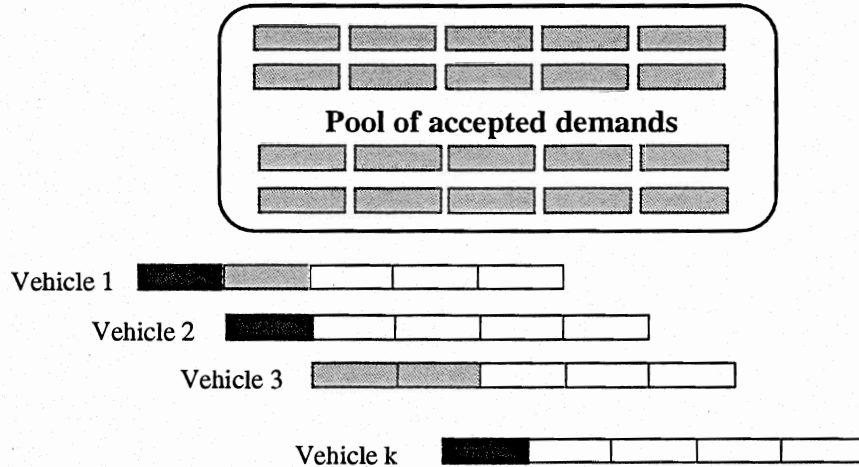 Pool of accepted demands
Vehicle 1
Vehicle 2
Vehicle 3
Vehicle k